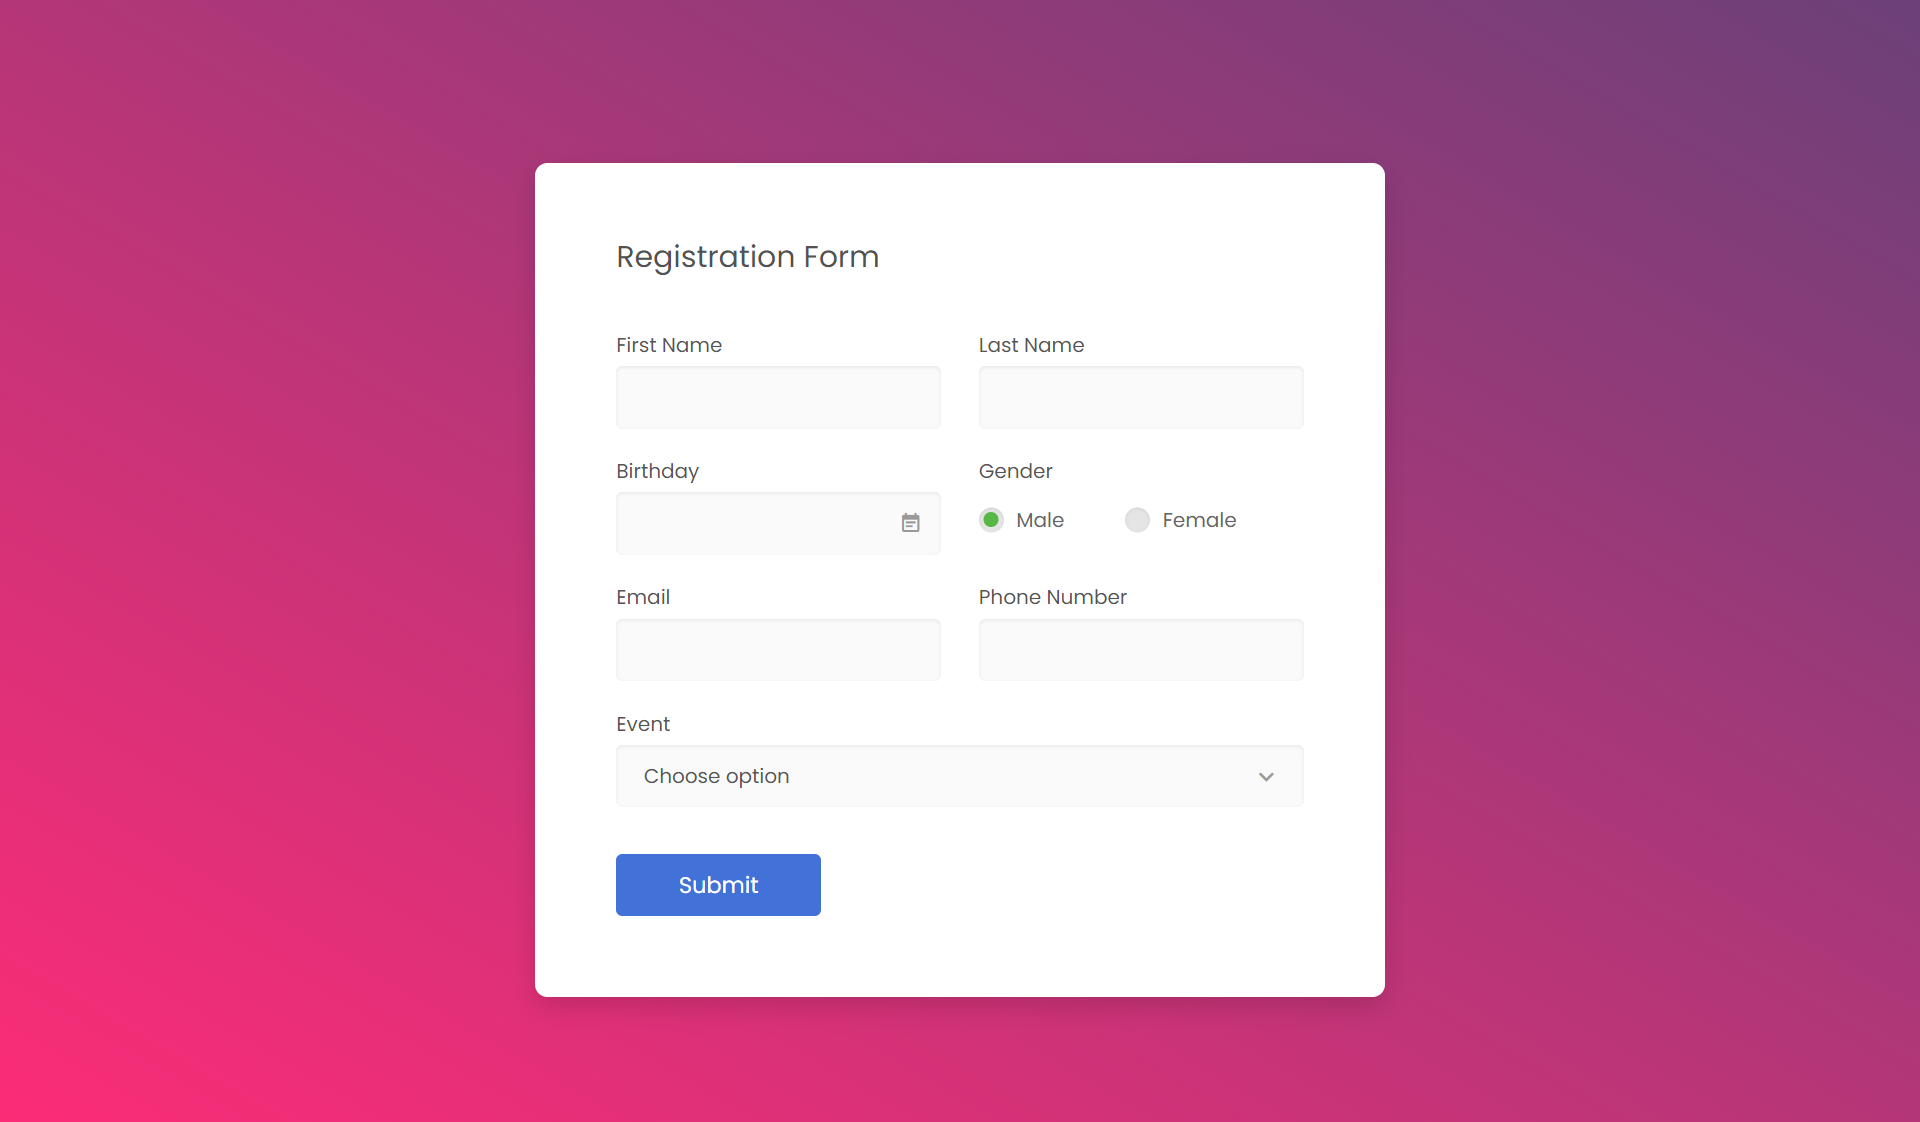 Registration Form
First Name
Last Name
Birthday
Gender
Male
Female
Email
Phone Number
Event
Choose option
Submit